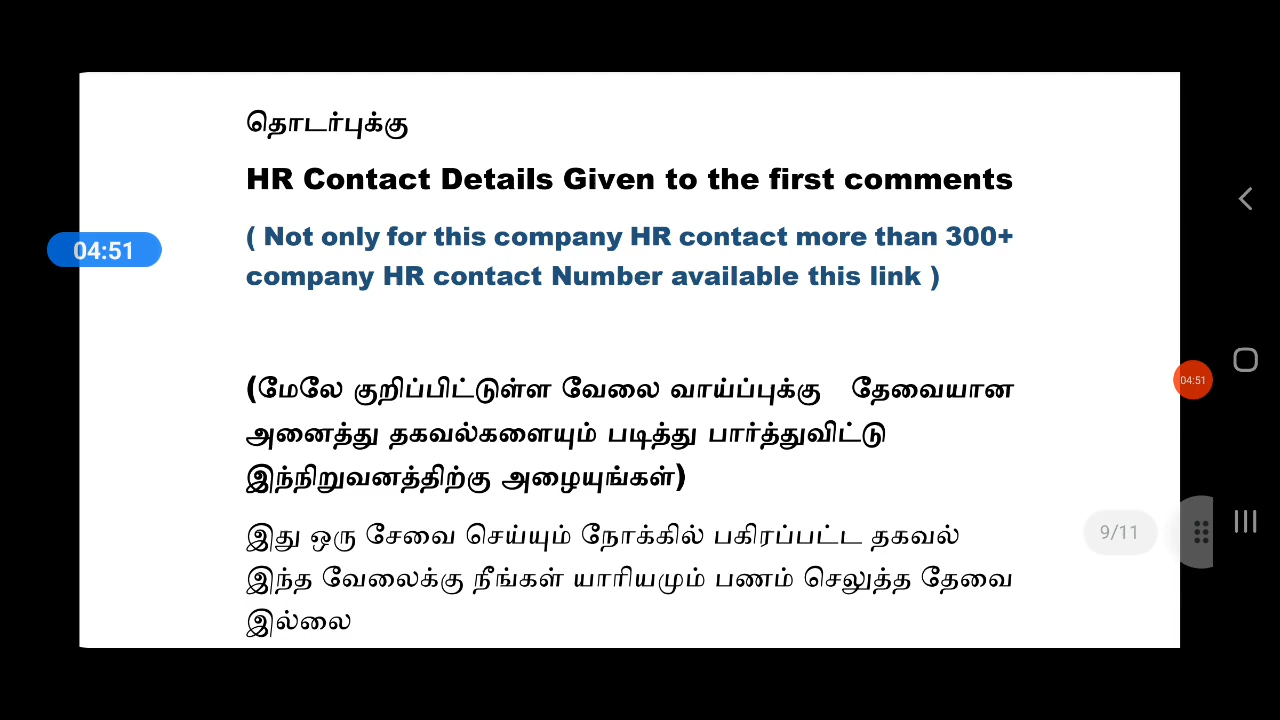 தொடர்புக்கு
HR Contact Details Given to the first comments
( Not only for this company HR contact more than 300+
company HR contact Number available this link )
04:51
(மேலே குறிப்பிட்டுள்ள வேலை வாய்ப்புக்கு தேவையான
அனைத்து தகவல்களையும் படித்து பார்த்துவிட்டு
இந்நிறுவனத்திற்கு அழையுங்கள்)
04:51
இது ஒரு சேவை செய்யும் நோக்கில் பகிரப்பட்ட தகவல்
9/11
இந்த வேலைக்கு நீங்கள் யாரியமும் பணம் செலுத்த தேவை
இல்லை